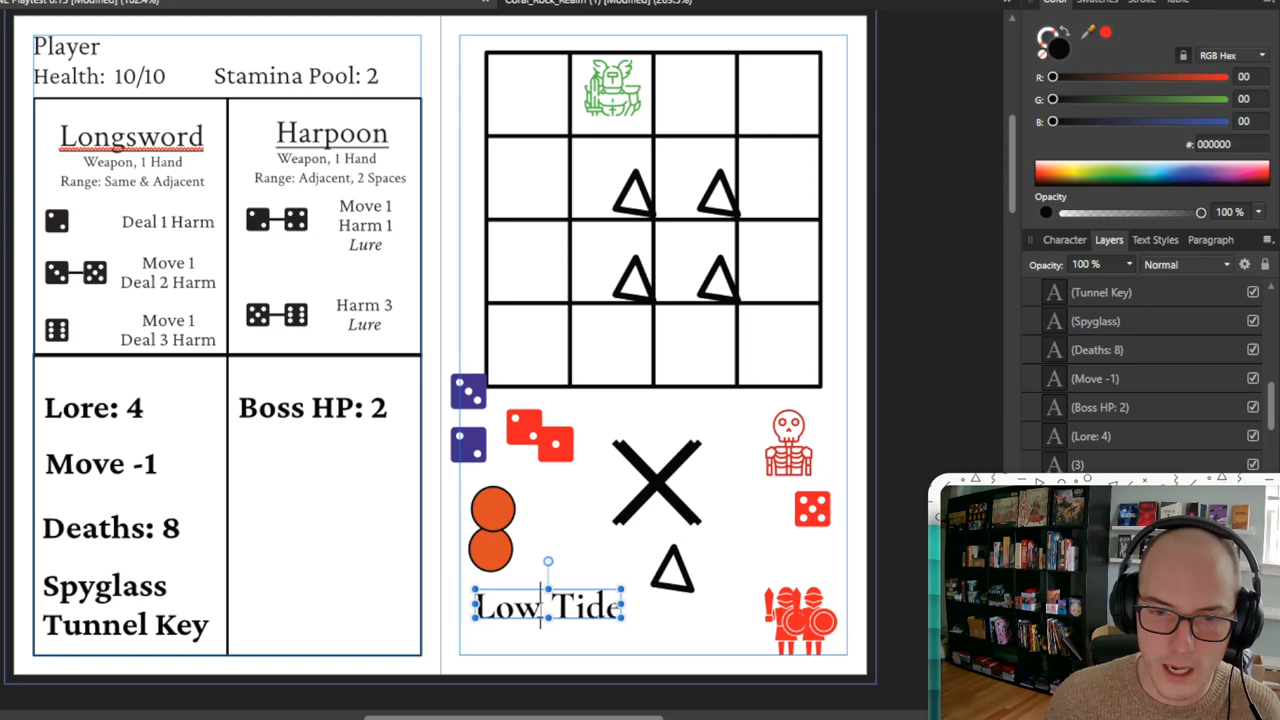 Player
Health: 10/10
Stamina Pool: 2
Longsword
Weapon, 1 Hand
Range: Same & Adjacent
Deal 1 Harm
Move 1
Deal 2 Harm
Move 1
Deal 3 Harm
Harpoon
Weapon, 1 Hand
Range: Adjacent, 2 Spaces
Move 1
Harm 1
Lure
Harm 3
Lure
Lore: 4
Move -1
Deaths: 8
Spyglass
Tunnel Key
Boss HP: 2
Low Tide
Color
Swatches
Stroke
RGB Hex
R:
00
G:
00
B:
00
#: 000000
Opacity
100 %
Character
Layers
Text Styles
Paragraph
Opacity: 100 %
Normal
(Tunnel Key)
(Spyglass)
(Deaths: 8)
(Move -1)
(Boss HP: 2)
(Lore: 4)
(3)